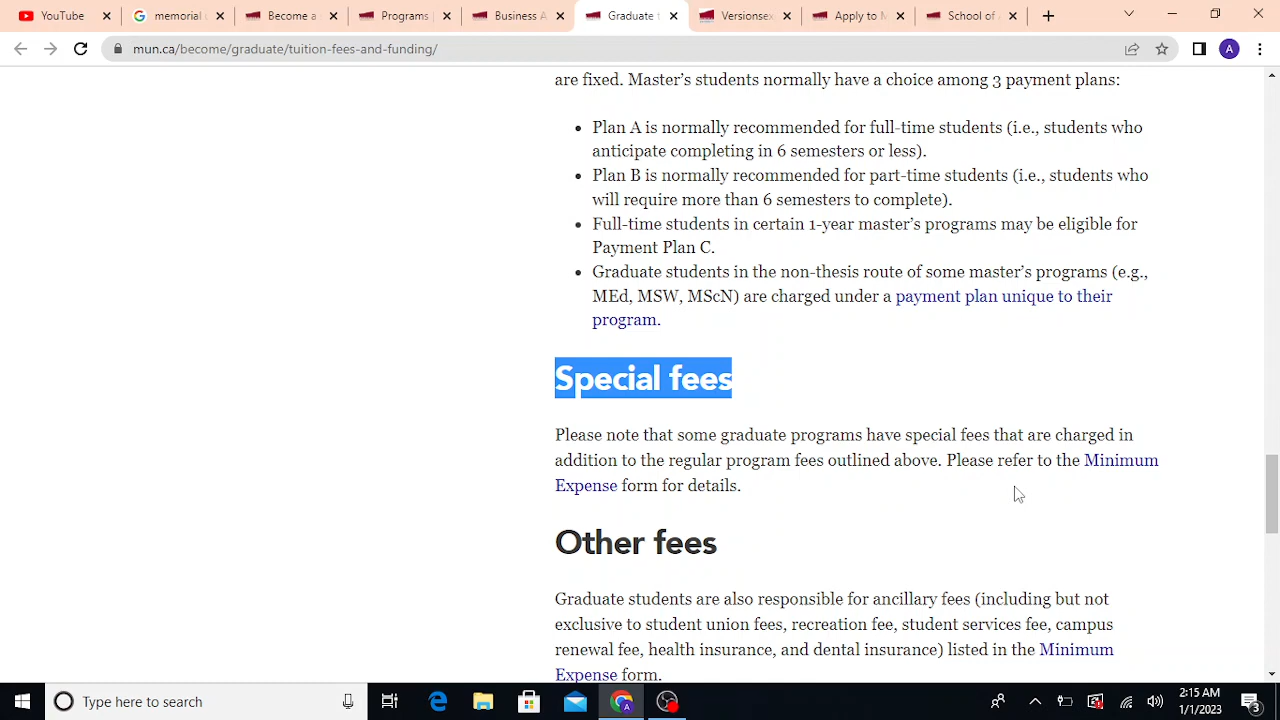 YouTube
memorial
Become a
Programs |
Business A
Graduate t
Versionsex
Apply to M
School of
mun.ca/become/graduate/tuition-fees-and-funding/
A
are fixed. Master's students normally have a choice among 3 payment plans:
• Plan A is normally recommended for full-time students (i.e., students who
anticipate completing in 6 semesters or less).
• Plan B is normally recommended for part-time students (i.e., students who
will require more than 6 semesters to complete).
• Full-time students in certain 1-year master's programs may be eligible for
Payment Plan C.
• Graduate students in the non-thesis route of some master's programs (e.g.,
MEd, MSW, MScN) are charged under a payment plan unique to their
program.
Special fees
Please note that some graduate programs have special fees that are charged in
addition to the regular program fees outlined above. Please refer to the Minimum
Expense form for details.
Other fees
Graduate students are also responsible for ancillary fees (including but not
exclusive to student union fees, recreation fee, student services fee, campus
renewal fee, health insurance, and dental insurance) listed in the Minimum
Expense form.
Type here to search
2:15 AM
1/1/2023
3